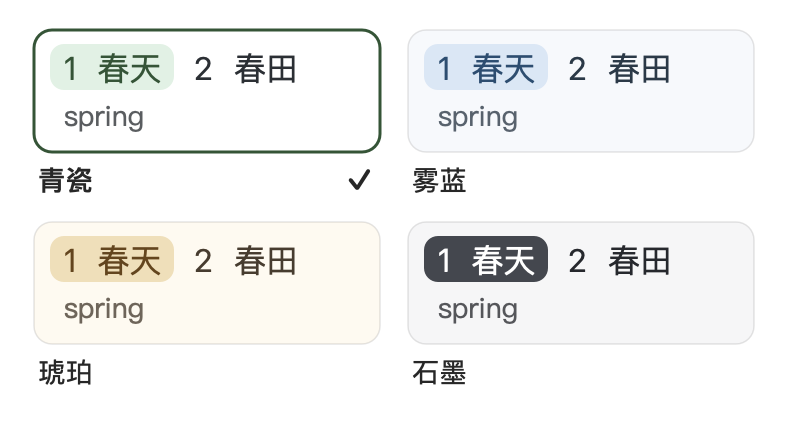 1 春天 2 春田
spring
青瓷
1 春天 2 春田
spring
雾蓝
1 春天 2 春田
spring
琥珀
1 春天 2 春田
spring
石墨